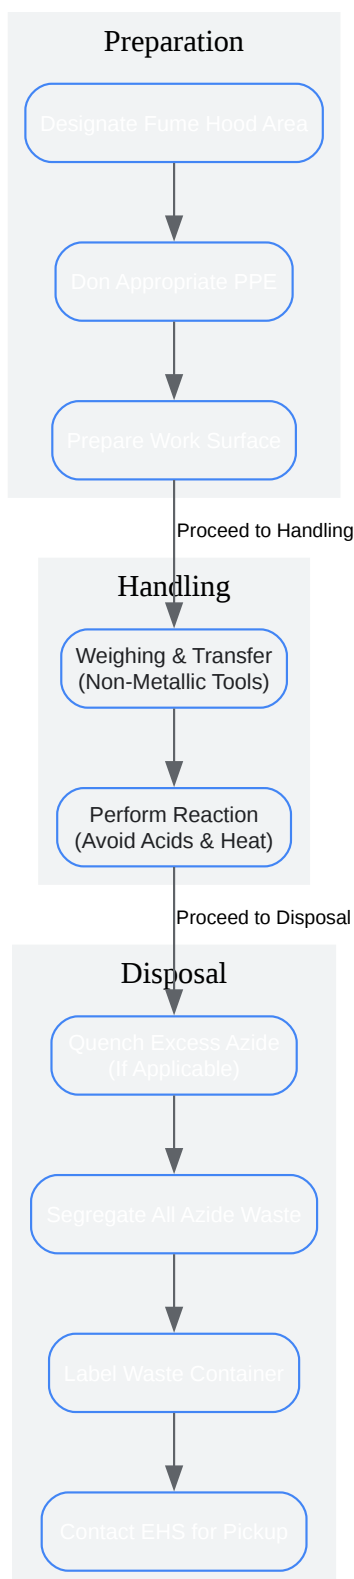 Preparation
Designate Fume Hood Area
Don Appropriate PPE
Prepare Work Surface
Proceed to Handling
Handling
Weighing & Transfer
(Non-Metallic Tools)
Perform Reaction
(Avoid Acids & Heat)
Proceed to Disposal
Disposal
Quench Excess Azide
(If Applicable)
Segregate All Azide Waste
Label Waste Container
Contact EHS for Pickup